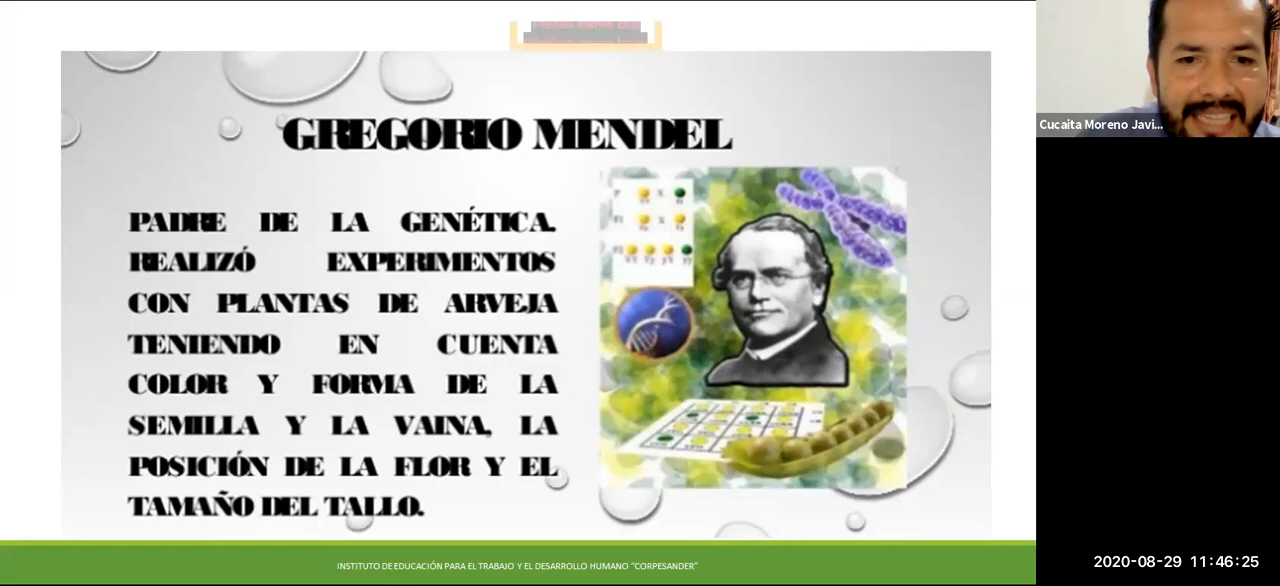 GREGORIO MENDEL
PADRE DE LA GENÉTICA.
REALIZÓ EXPERIMENTOS
CON PLANTAS DE ARVEJA
TENIENDO EN CUENTA
COLOR Y FORMA DE LA
SEMILLA Y LA VAINA, LA
POSICIÓN DE LA FLOR Y EL
TAMAÑO DEL TALLO.
INSTITUTO DE EDUCACIÓN PARA EL TRABAJO Y EL DESARROLLO HUMANO "CORPESANDER"
Cucaita Moreno Javi...
2020-08-29 11:46:25